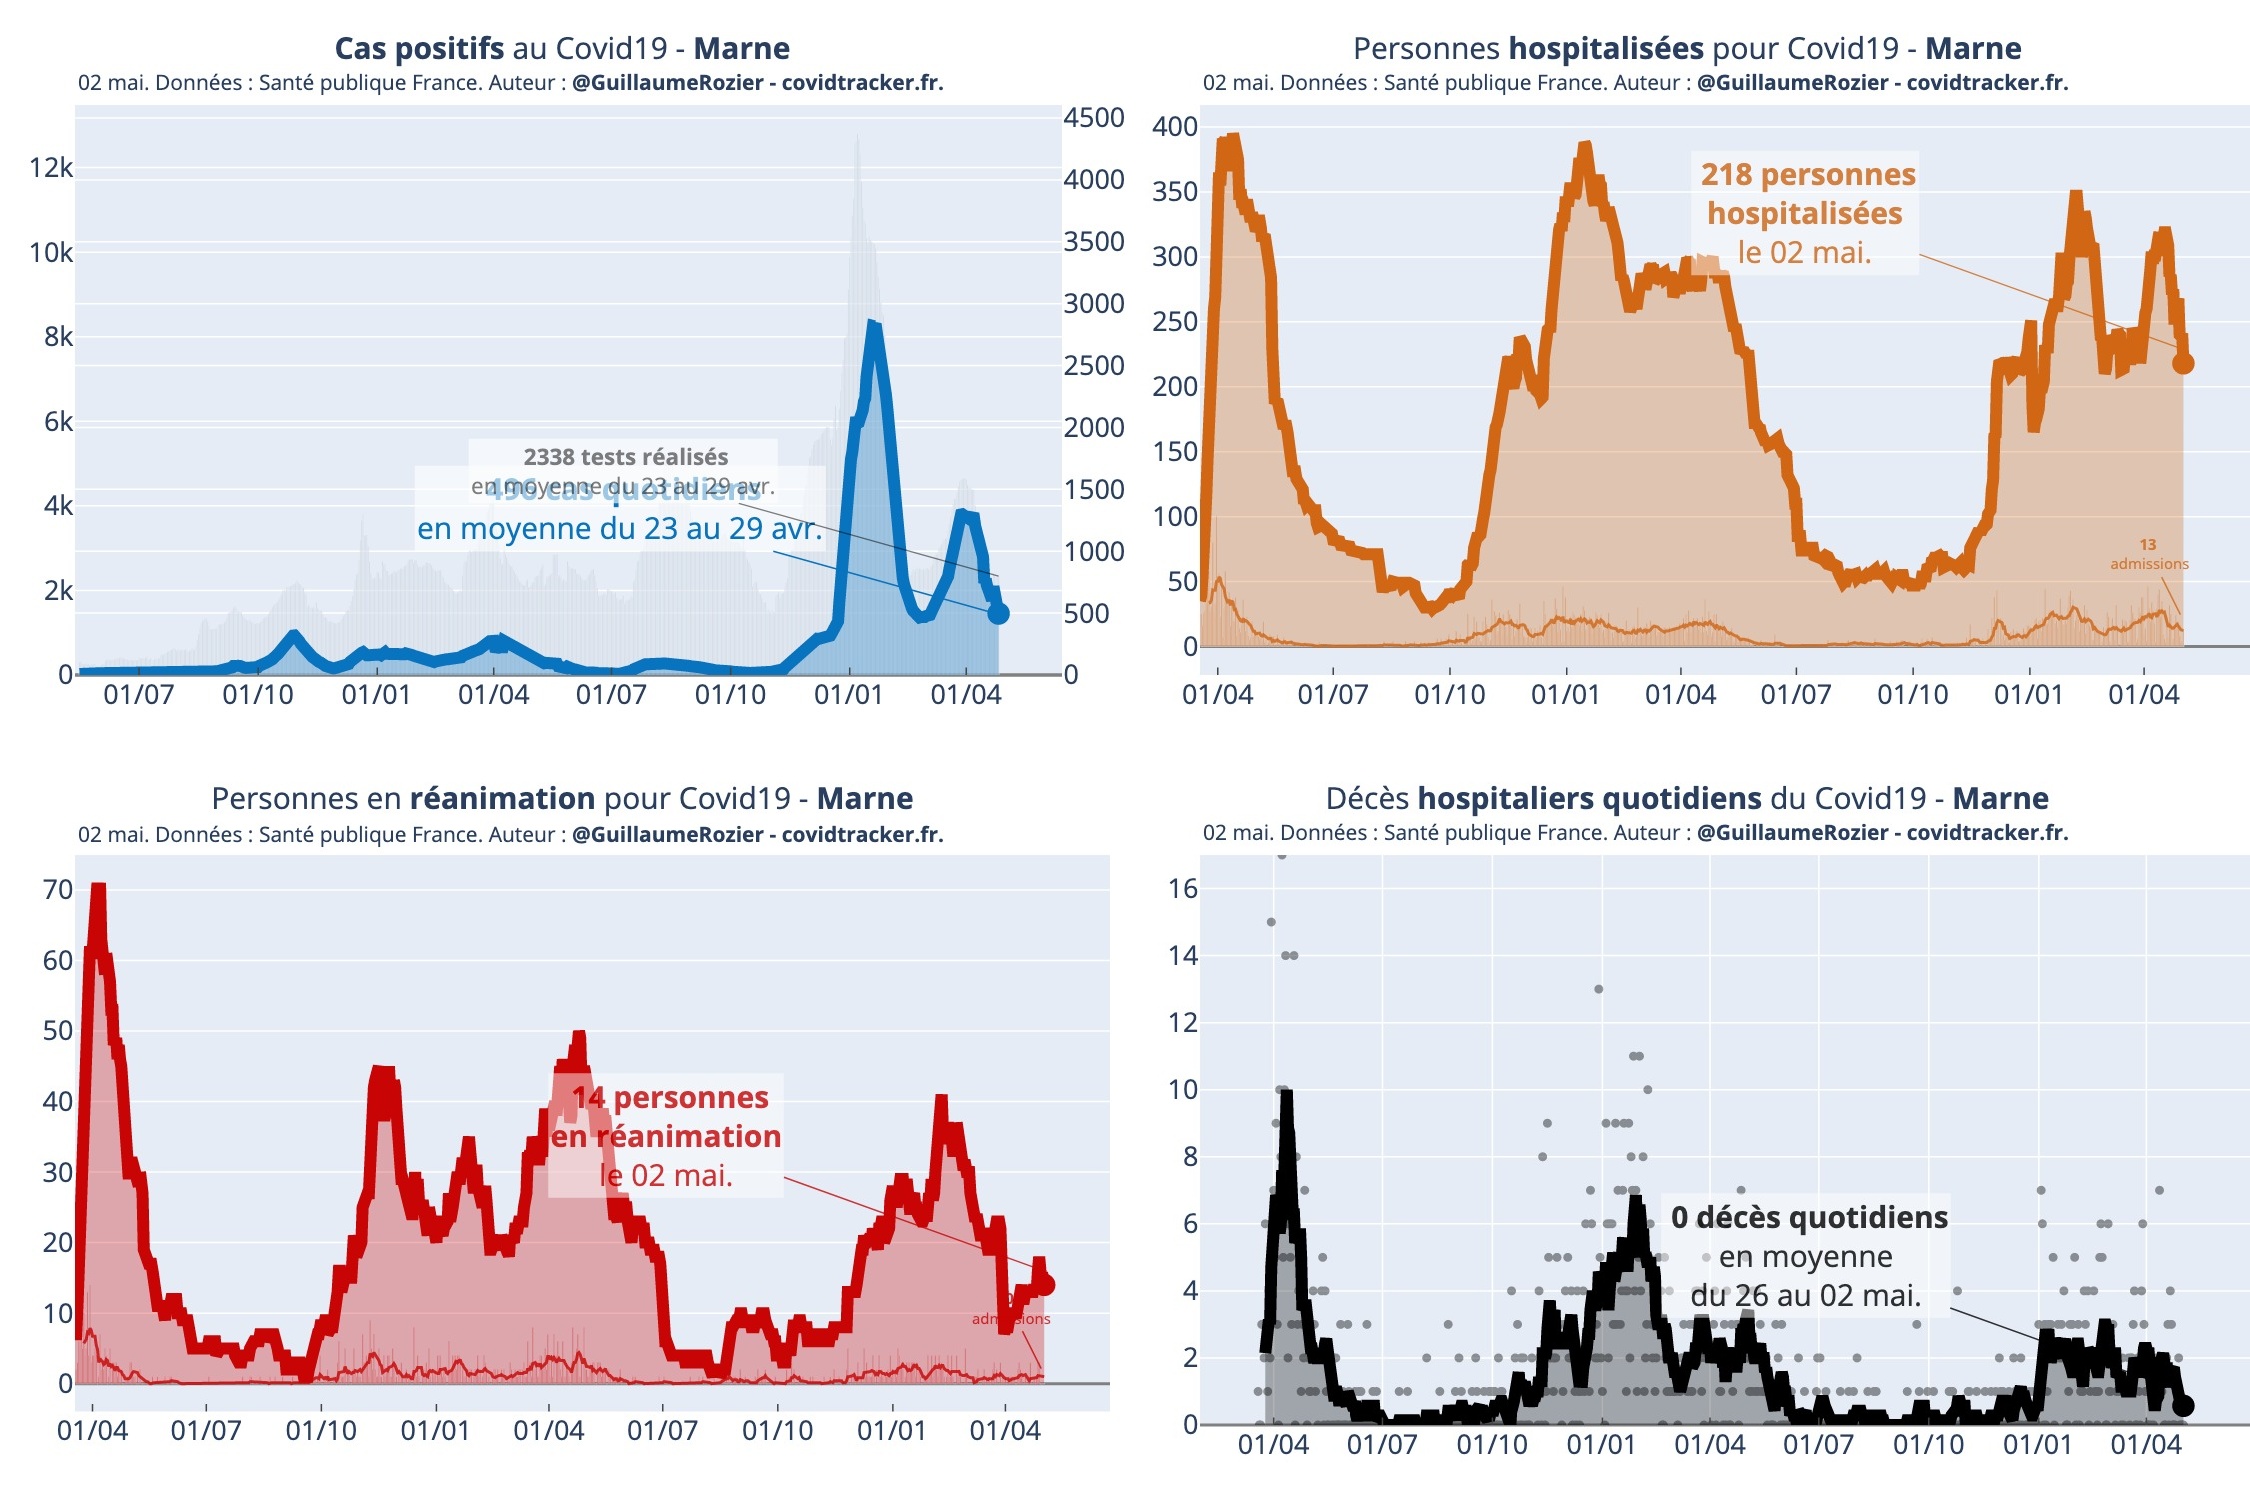 Cas positifs au Covid19 - Marne
02 mai. Données : Santé publique France. Auteur : @GuillaumeRozier - covidtracker.fr.
4500
12k
4000
10k
3500
3000
8k
2500
6k
2000
2338 tests réalisés
en moyenne du 23 au 29 avr.
496 cas quotidiens
en moyenne du 23 au 29 avr.
4k
1500
1000
2k
500
0
0
01/07 01/10 01/01 01/04 01/07 01/10 01/01 01/04
Personnes hospitalisées pour Covid19 - Marne
02 mai. Données : Santé publique France. Auteur : @GuillaumeRozier - covidtracker.fr.
400
350
218 personnes
hospitalisées
le 02 mai.
300
250
200
150
100
13
admissions
50
0
01/04 01/07 01/10 01/01 01/04 01/07 01/10 01/01 01/04
Personnes en réanimation pour Covid19 - Marne
02 mai. Données : Santé publique France. Auteur : @GuillaumeRozier - covidtracker.fr.
70
60
50
40
14 personnes
en réanimation
le 02 mai.
30
20
10
admissions
0
01/04 01/07 01/10 01/01 01/04 01/07 01/10 01/01 01/04
Décès hospitaliers quotidiens du Covid19 - Marne
02 mai. Données : Santé publique France. Auteur : @GuillaumeRozier - covidtracker.fr.
16
14
12
10
8
6
0 décès quotidiens
en moyenne
du 26 au 02 mai.
4
2
0
01/04 01/07 01/10 01/01 01/04 01/07 01/10 01/01 01/04